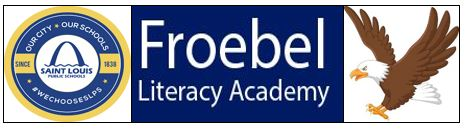 OUR CITY • OUR SCHOOLS
SINCE 1838
SAINT LOUIS
PUBLIC SCHOOLS
#WECHOOSESLPS
Froebel
Literacy Academy